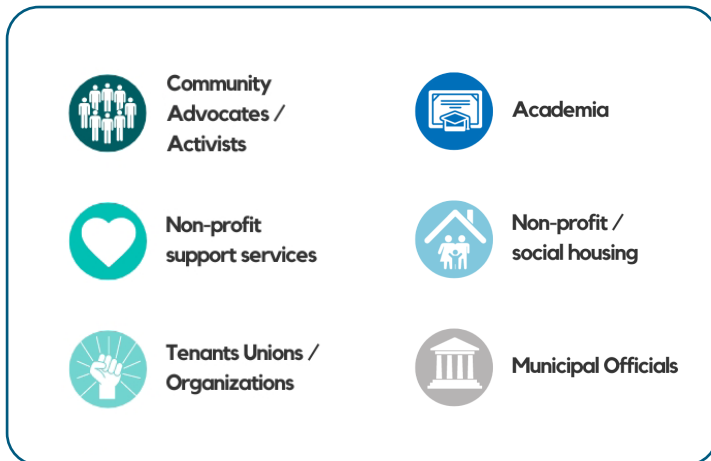 Community
Advocates /
Activists
Academia
Non-profit
support services
Non-profit /
social housing
Tenants Unions /
Organizations
Municipal Officials